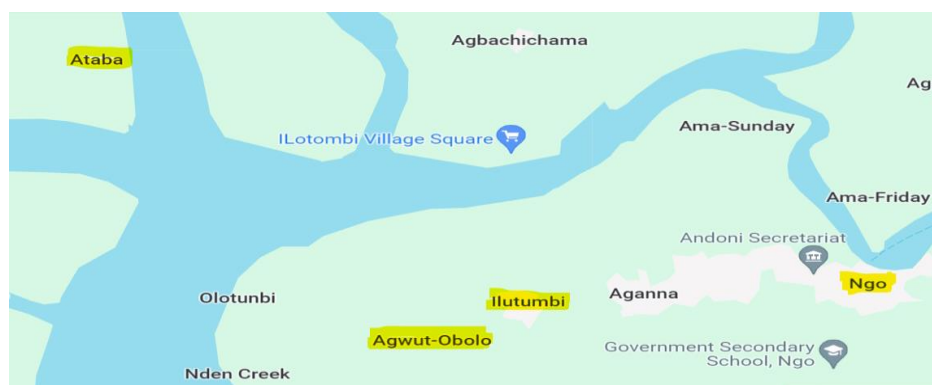 Agbachichama
Ataba
Ag
Ama-Sunday
ILotombi Village Square
Ama-Friday
Andoni Secretariat
Ngo
Ilutumbi
Aganna
Olotunbi
Agwut-Obolo
Government Secondary
School, Ngo
Nden Creek